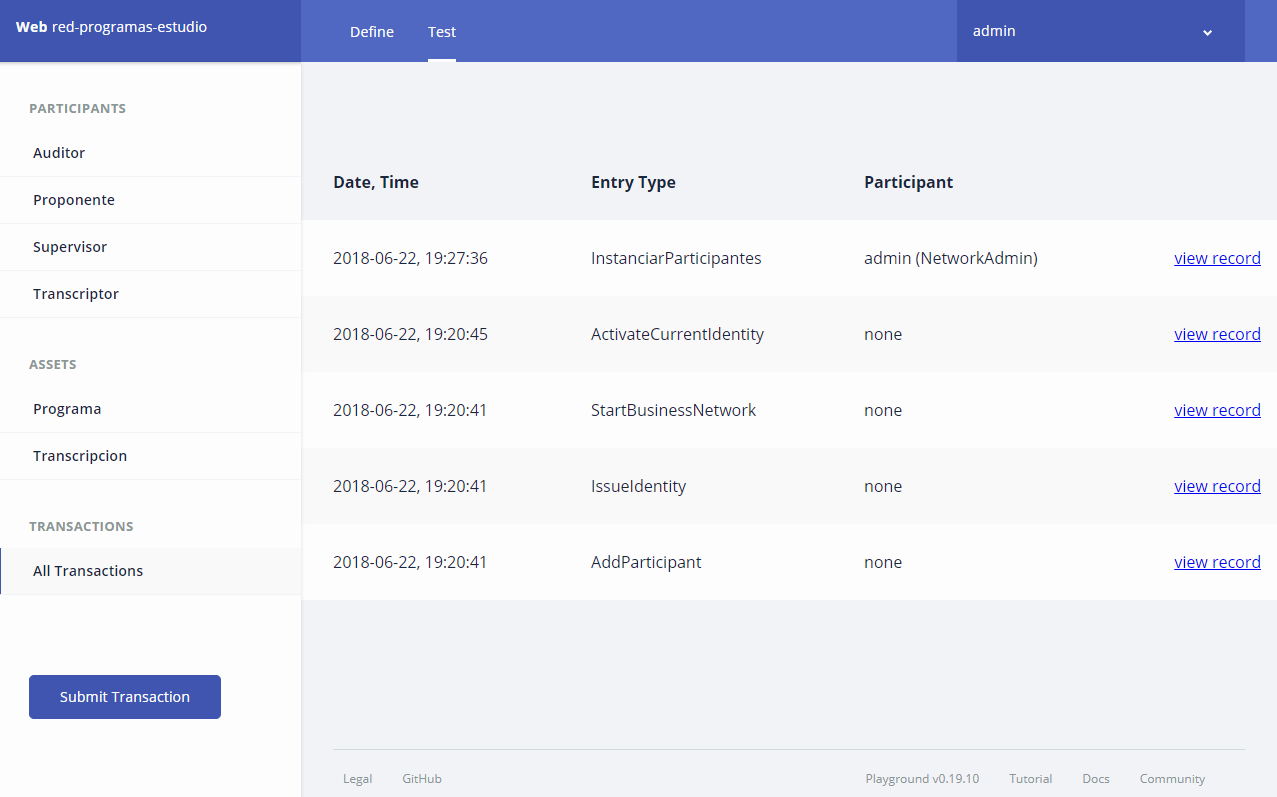 Web red-programas-estudio
Define
Test
admin
PARTICIPANTS
Auditor
Proponente
Supervisor
Transcriptor
ASSETS
Programa
Transcripcion
TRANSACTIONS
All Transactions
Submit Transaction
Date, Time Entry Type Participant
2018-06-22, 19:27:36 InstanciarParticipantes admin (NetworkAdmin) view record
2018-06-22, 19:20:45 ActivateCurrentIdentity none view record
2018-06-22, 19:20:41 StartBusinessNetwork none view record
2018-06-22, 19:20:41 IssueIdentity none view record
2018-06-22, 19:20:41 AddParticipant none view record
Legal GitHub Playground v0.19.10 Tutorial Docs Community